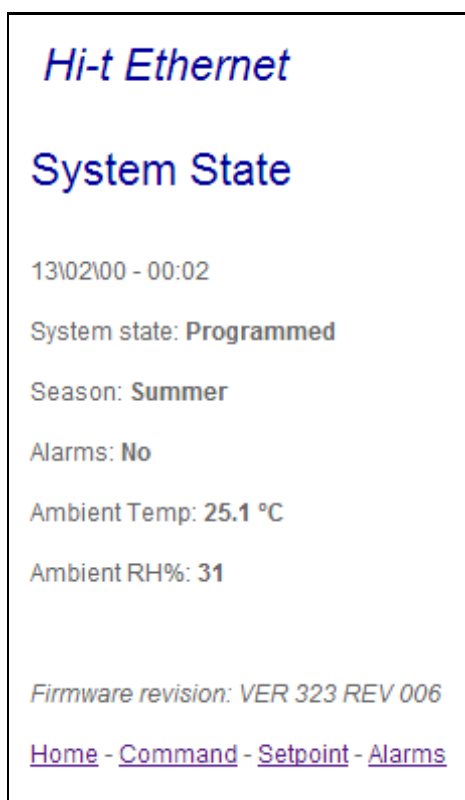 Hi-t Ethernet
System State
13\02\00 - 00:02
System state: Programmed
Season: Summer
Alarms: No
Ambient Temp: 25.1 °C
Ambient RH%: 31
Firmware revision: VER 323 REV 006
Home - Command - Setpoint - Alarms